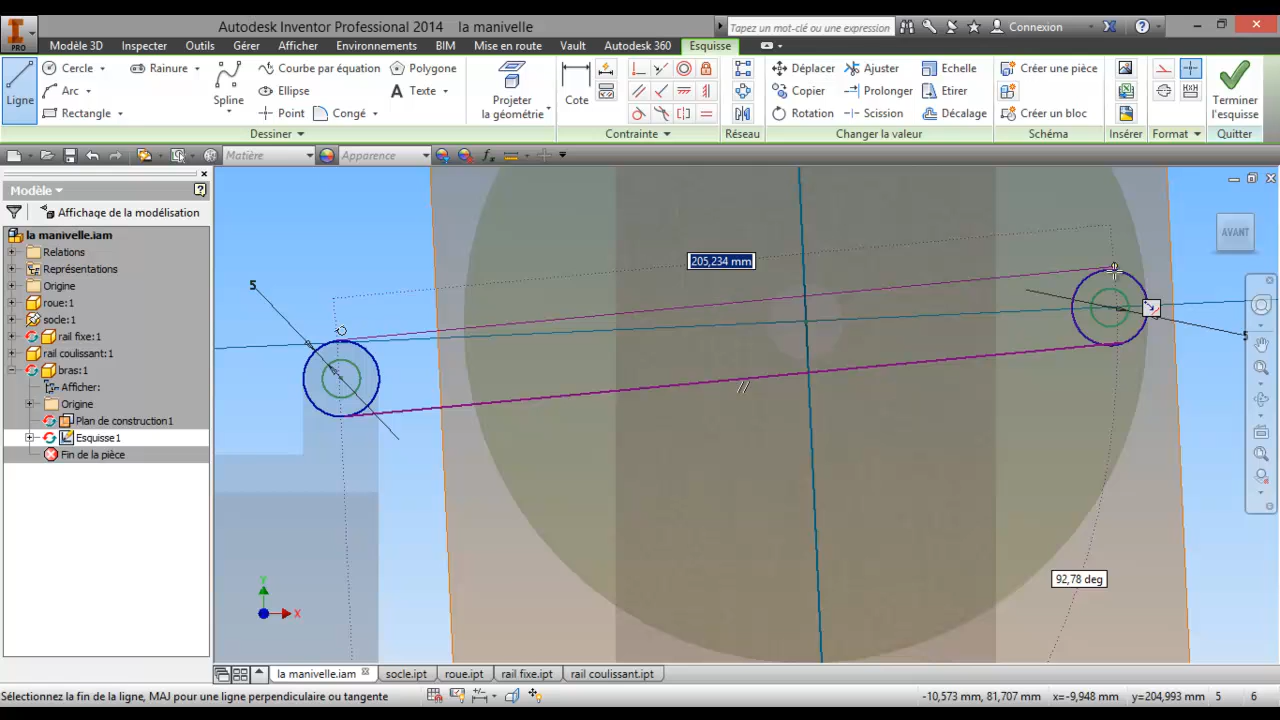 Autodesk Inventor Professional 2014 la manivelle
Tapez un mot-clé ou une expression
Connexion
PRO
Modèle 3D Inspecter Outils Gérer Afficher Environnements BIM Mise en route Vault Autodesk 360 Esquisse
Ligne
Cercle
Arc
Rectangle
Rainure
Spline
Courbe par équation
Ellipse
Point
Congé
Polygone
Texte
Projeter
la géométrie
Cote
Déplacer
Copier
Rotation
Ajuster
Prolonger
Scission
Echelle
Etirer
Décalage
Créer une pièce
Créer un bloc
Terminer
l'esquisse
Dessiner Contrainte Réseau Changer la valeur Schéma Insérer Format Quitter
Matière
Apparence
Modèle
Affichage de la modélisation
la manivelle.iam
Relations
Représentations
Origine
roue:1
socle:1
rail fixe:1
rail coulissant:1
bras:1
Afficher:
Origine
Plan de construction1
Esquisse1
Fin de la pièce
AVANT
205,234 mm
5
5
92,78 deg
Y
X
la manivelle.iam socle.ipt roue.ipt rail fixe.ipt rail coulissant.ipt
Sélectionnez la fin de la ligne, MAJ pour une ligne perpendiculaire ou tangente
-10,573 mm, 81,707 mm x=-9,948 mm y=204,993 mm 5 6